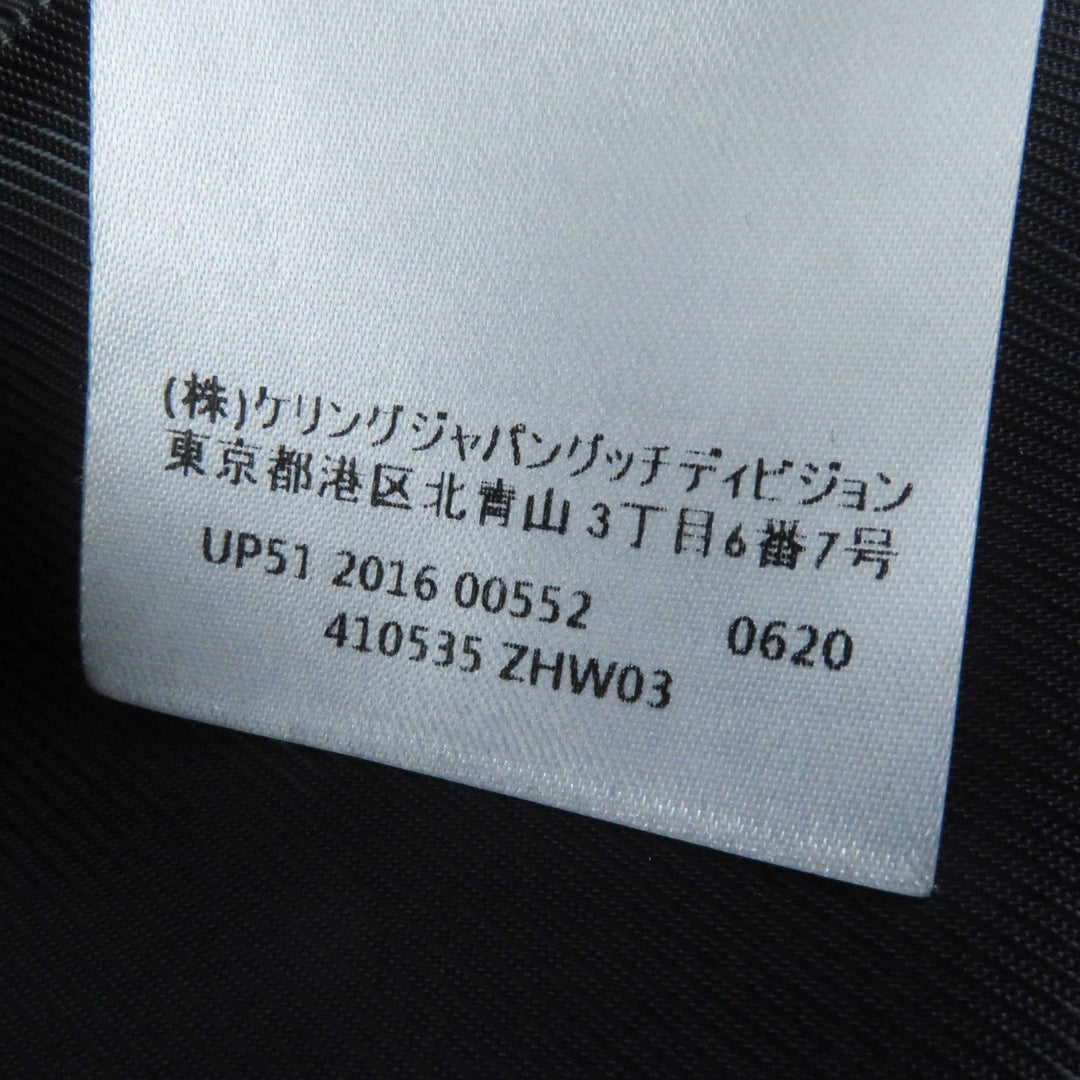 (株)ケリングジャパングッチディビジョン
東京都港区北青山3丁目6番7号
UP51 2016 00552 0620
410535 ZHW03